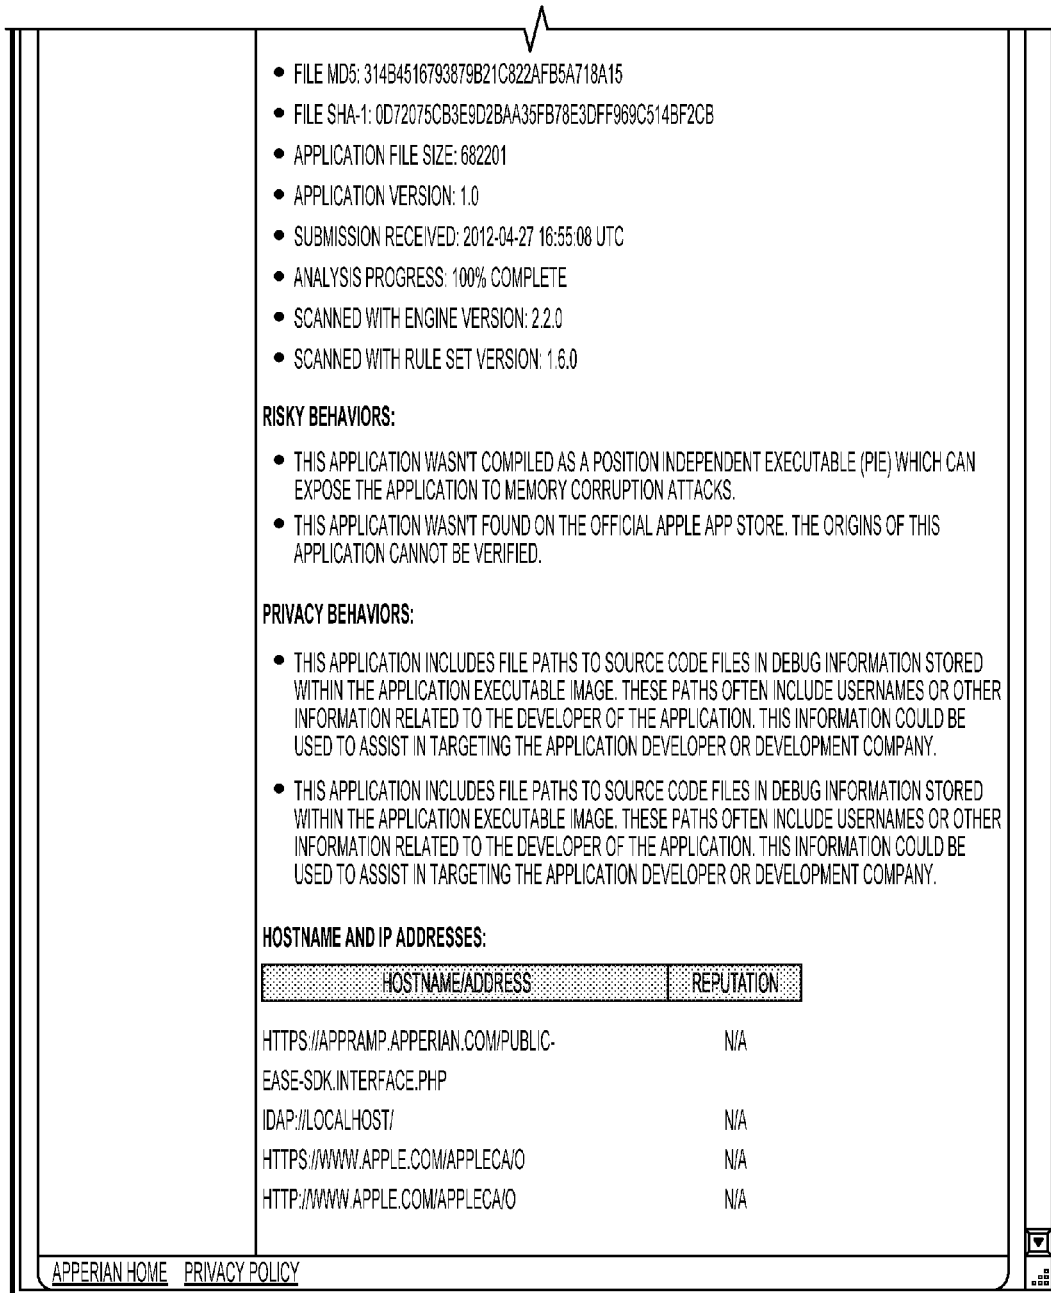 • FILE MD5: 314B4516793879B21C822AFB5A718A15
• FILE SHA-1: 0D72075CB3E9D2BAA35FB78E3DFF969C514BF2CB
• APPLICATION FILE SIZE: 682201
• APPLICATION VERSION: 1.0
• SUBMISSION RECEIVED: 2012-04-27 16:55:08 UTC
• ANALYSIS PROGRESS: 100% COMPLETE
• SCANNED WITH ENGINE VERSION: 2.2.0
• SCANNED WITH RULE SET VERSION: 1.6.0
RISKY BEHAVIORS:
• THIS APPLICATION WASN'T COMPILED AS A POSITION INDEPENDENT EXECUTABLE (PIE) WHICH CAN
EXPOSE THE APPLICATION TO MEMORY CORRUPTION ATTACKS.
• THIS APPLICATION WASN'T FOUND ON THE OFFICIAL APPLE APP STORE. THE ORIGINS OF THIS
APPLICATION CANNOT BE VERIFIED.
PRIVACY BEHAVIORS:
• THIS APPLICATION INCLUDES FILE PATHS TO SOURCE CODE FILES IN DEBUG INFORMATION STORED
WITHIN THE APPLICATION EXECUTABLE IMAGE. THESE PATHS OFTEN INCLUDE USERNAMES OR OTHER
INFORMATION RELATED TO THE DEVELOPER OF THE APPLICATION. THIS INFORMATION COULD BE
USED TO ASSIST IN TARGETING THE APPLICATION DEVELOPER OR DEVELOPMENT COMPANY.
• THIS APPLICATION INCLUDES FILE PATHS TO SOURCE CODE FILES IN DEBUG INFORMATION STORED
WITHIN THE APPLICATION EXECUTABLE IMAGE. THESE PATHS OFTEN INCLUDE USERNAMES OR OTHER
INFORMATION RELATED TO THE DEVELOPER OF THE APPLICATION. THIS INFORMATION COULD BE
USED TO ASSIST IN TARGETING THE APPLICATION DEVELOPER OR DEVELOPMENT COMPANY.
HOSTNAME AND IP ADDRESSES:
HOSTNAME/ADDRESS REPUTATION
HTTPS://APPRAMP.APPERIAN.COM/PUBLIC- N/A
EASE-SDK.INTERFACE.PHP
IDAP://LOCALHOST/ N/A
HTTPS://WWW.APPLE.COM/APPLECA/O N/A
HTTP://WWW.APPLE.COM/APPLECA/O N/A
APPERIAN HOME PRIVACY POLICY